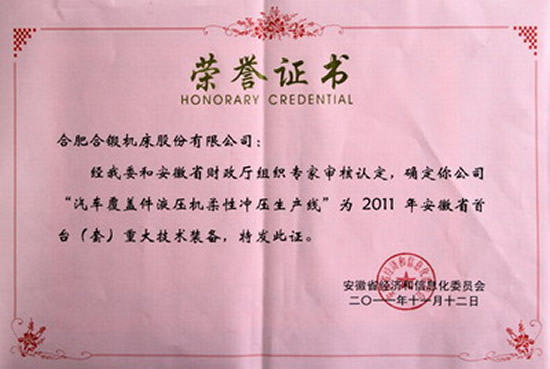 荣誉证书
HONORARY CREDENTIAL
合肥合锻机床股份有限公司：
经我委和安徽省财政厅组织专家审核认定，确定你公司
“汽车覆盖件液压机柔性冲压生产线”为 2011 年安徽省首
台（套）重大技术装备，特发此证。
安徽省经济和信息化委员会
二〇一一年十一月十二日